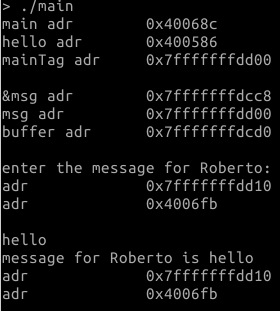 > ./main
main adr 0x40068c
hello adr 0x400586
mainTag adr 0x7fffffffdd00
&msg adr 0x7fffffffdcc8
msg adr 0x7fffffffdd00
buffer adr 0x7fffffffdcd0
enter the message for Roberto:
adr 0x7fffffffdd10
adr 0x4006fb
hello
message for Roberto is hello
adr 0x7fffffffdd10
adr 0x4006fb